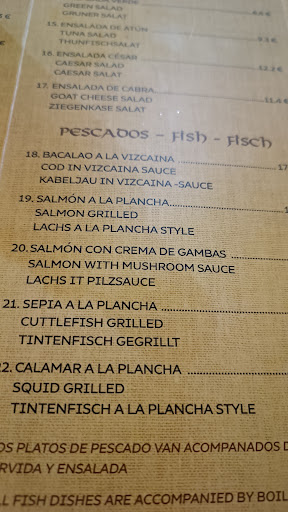 GREEN SALAD
GRÜNER SALAT
15. ENSALADA DE ATÚN
TUNA SALAD
THUNFISCHSALAT
16. ENSALADA CÉSAR
CAESAR SALAD
CAESAR SALAT
17. ENSALADA DE CABRA
GOAT CHEESE SALAD
ZIEGENKASE SALAT
PESCADOS - FISH - FISCH
18. BACALAO A LA VIZCAINA
COD IN VIZCAINA SAUCE
KABELJAU IN VIZCAINA -SAUCE
19. SALMÓN A LA PLANCHA
SALMON GRILLED
LACHS A LA PLANCHA STYLE
20. SALMÓN CON CREMA DE GAMBAS
SALMON WITH MUSHROOM SAUCE
LACHS IT PILZSAUCE
21. SEPIA A LA PLANCHA
CUTTLEFISH GRILLED
TINTENFISCH GEGRILLT
22. CALAMAR A LA PLANCHA
SQUID GRILLED
TINTENFISCH A LA PLANCHA STYLE
OS PLATOS DE PESCADO VAN ACOMPANADOS D
RVIDA Y ENSALADA
L FISH DISHES ARE ACCOMPANIED BY BOIL